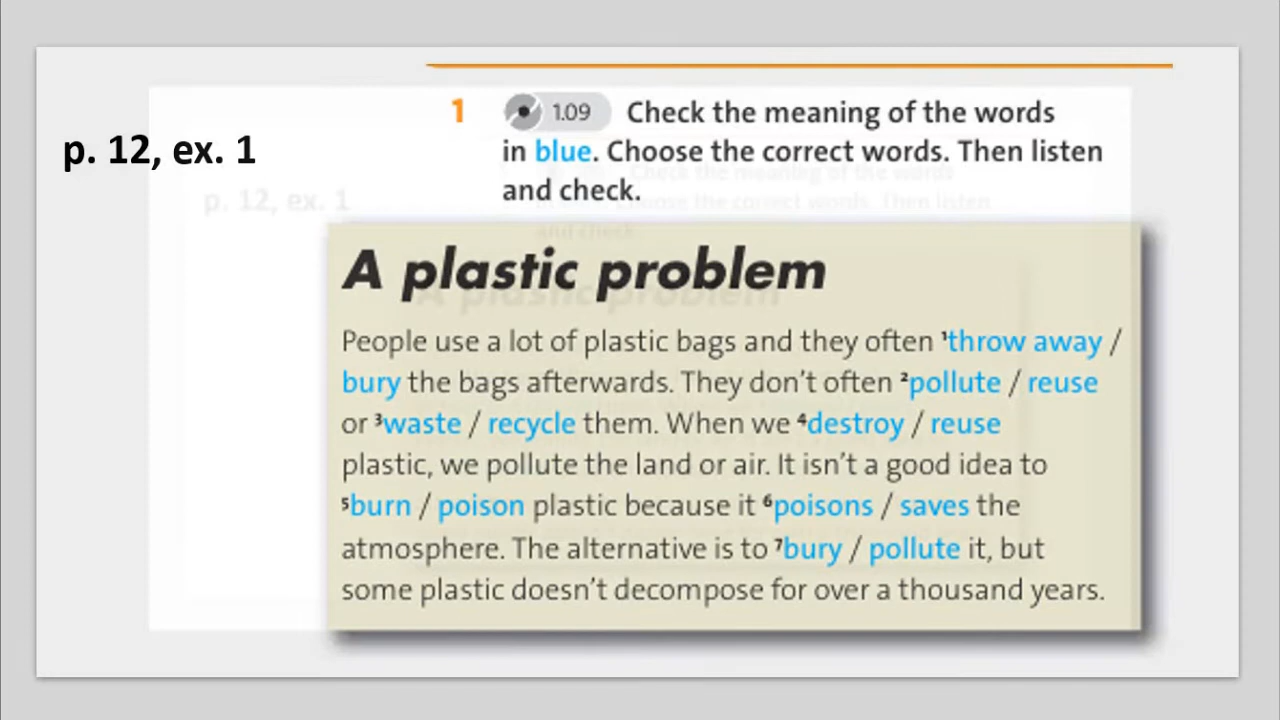 p. 12, ex. 1
1 1.09 Check the meaning of the words
in blue. Choose the correct words. Then listen
and check.
A plastic problem
People use a lot of plastic bags and they often ¹throw away /
bury the bags afterwards. They don't often ²pollute / reuse
or ³waste / recycle them. When we ⁴destroy / reuse
plastic, we pollute the land or air. It isn't a good idea to
⁵burn / poison plastic because it ⁶poisons / saves the
atmosphere. The alternative is to ⁷bury / pollute it, but
some plastic doesn't decompose for over a thousand years.